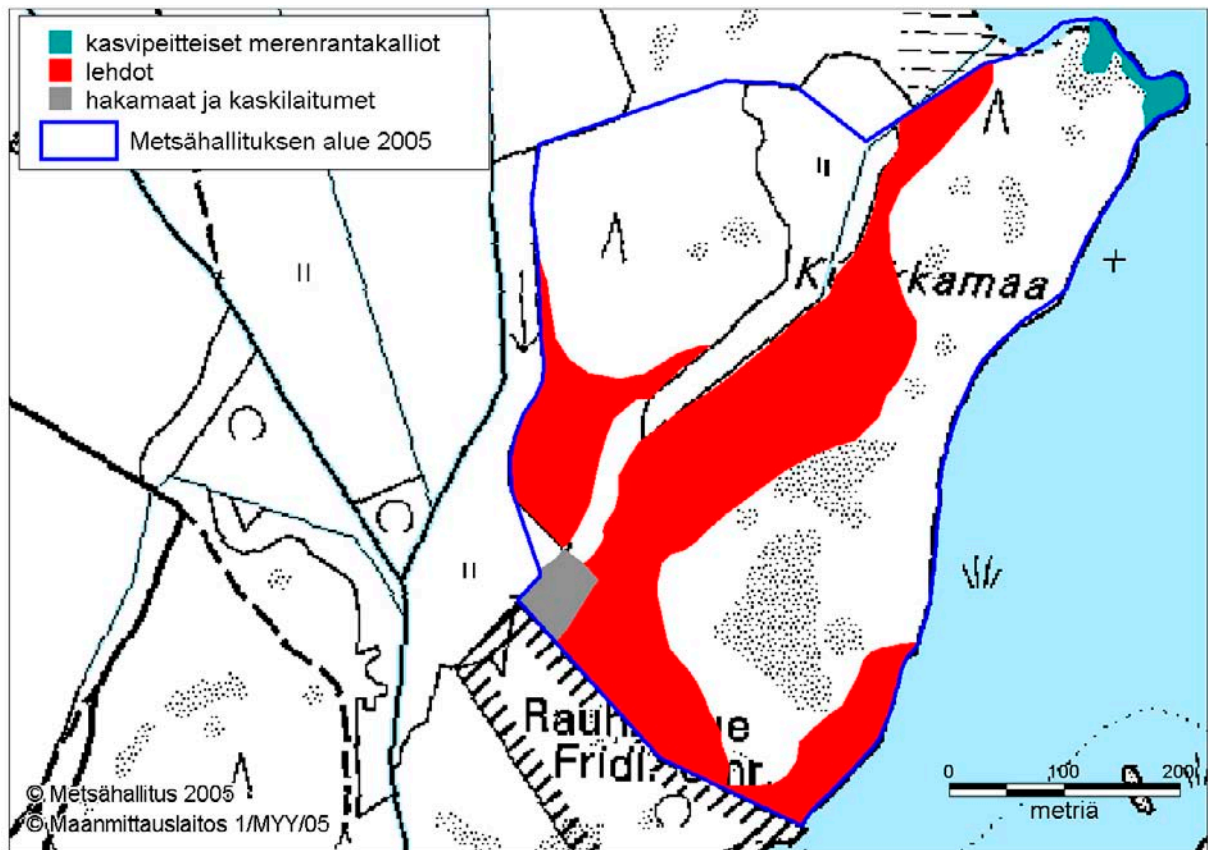 kasvipeitteiset merenrantakalliot
lehdot
hakamaat ja kaskilaitumet
Metsähallituksen alue 2005
0 100 200
metriä
© Metsähallitus 2005
© Maanmittauslaitos 1/MYY/05